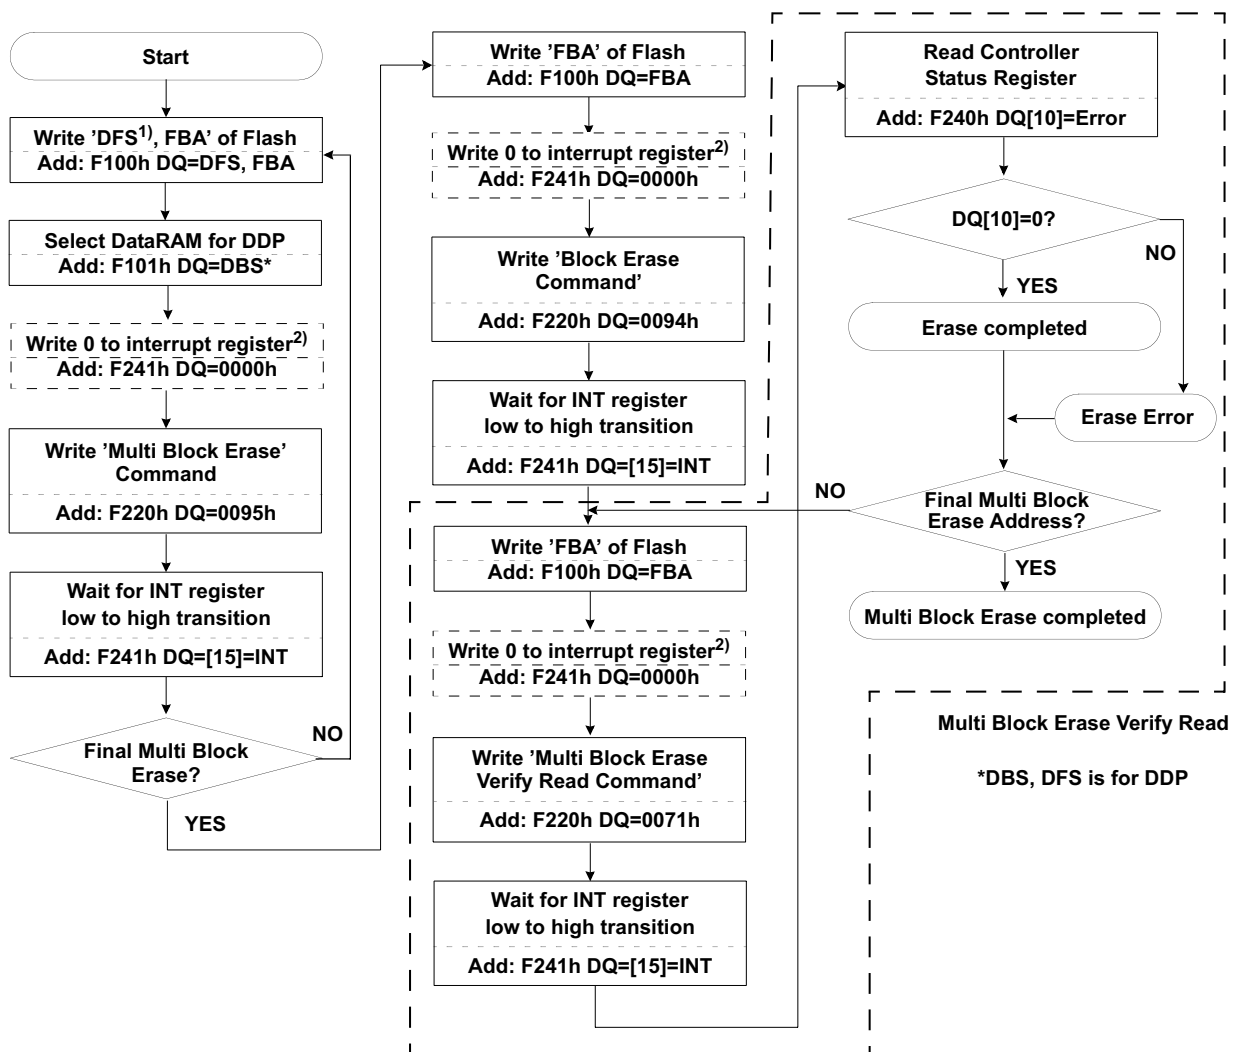 Start
Write ’DFS1), FBA’ of Flash
Add: F100h DQ=DFS, FBA
Select DataRAM for DDP
Add: F101h DQ=DBS*
Write 0 to interrupt register2)
Add: F241h DQ=0000h
Write ’Multi Block Erase’
Command
Add: F220h DQ=0095h
Wait for INT register
low to high transition
Add: F241h DQ=[15]=INT
Final Multi Block
Erase?
NO
YES
Write ’FBA’ of Flash
Add: F100h DQ=FBA
Write 0 to interrupt register2)
Add: F241h DQ=0000h
Write ’Block Erase
Command’
Add: F220h DQ=0094h
Wait for INT register
low to high transition
Add: F241h DQ=[15]=INT
Write ’FBA’ of Flash
Add: F100h DQ=FBA
Write 0 to interrupt register2)
Add: F241h DQ=0000h
Write ’Multi Block Erase
Verify Read Command’
Add: F220h DQ=0071h
Wait for INT register
low to high transition
Add: F241h DQ=[15]=INT
Read Controller
Status Register
Add: F240h DQ[10]=Error
DQ[10]=0?
NO
YES
Erase completed
Erase Error
Final Multi Block
Erase Address?
NO
YES
Multi Block Erase completed
Multi Block Erase Verify Read
*DBS, DFS is for DDP